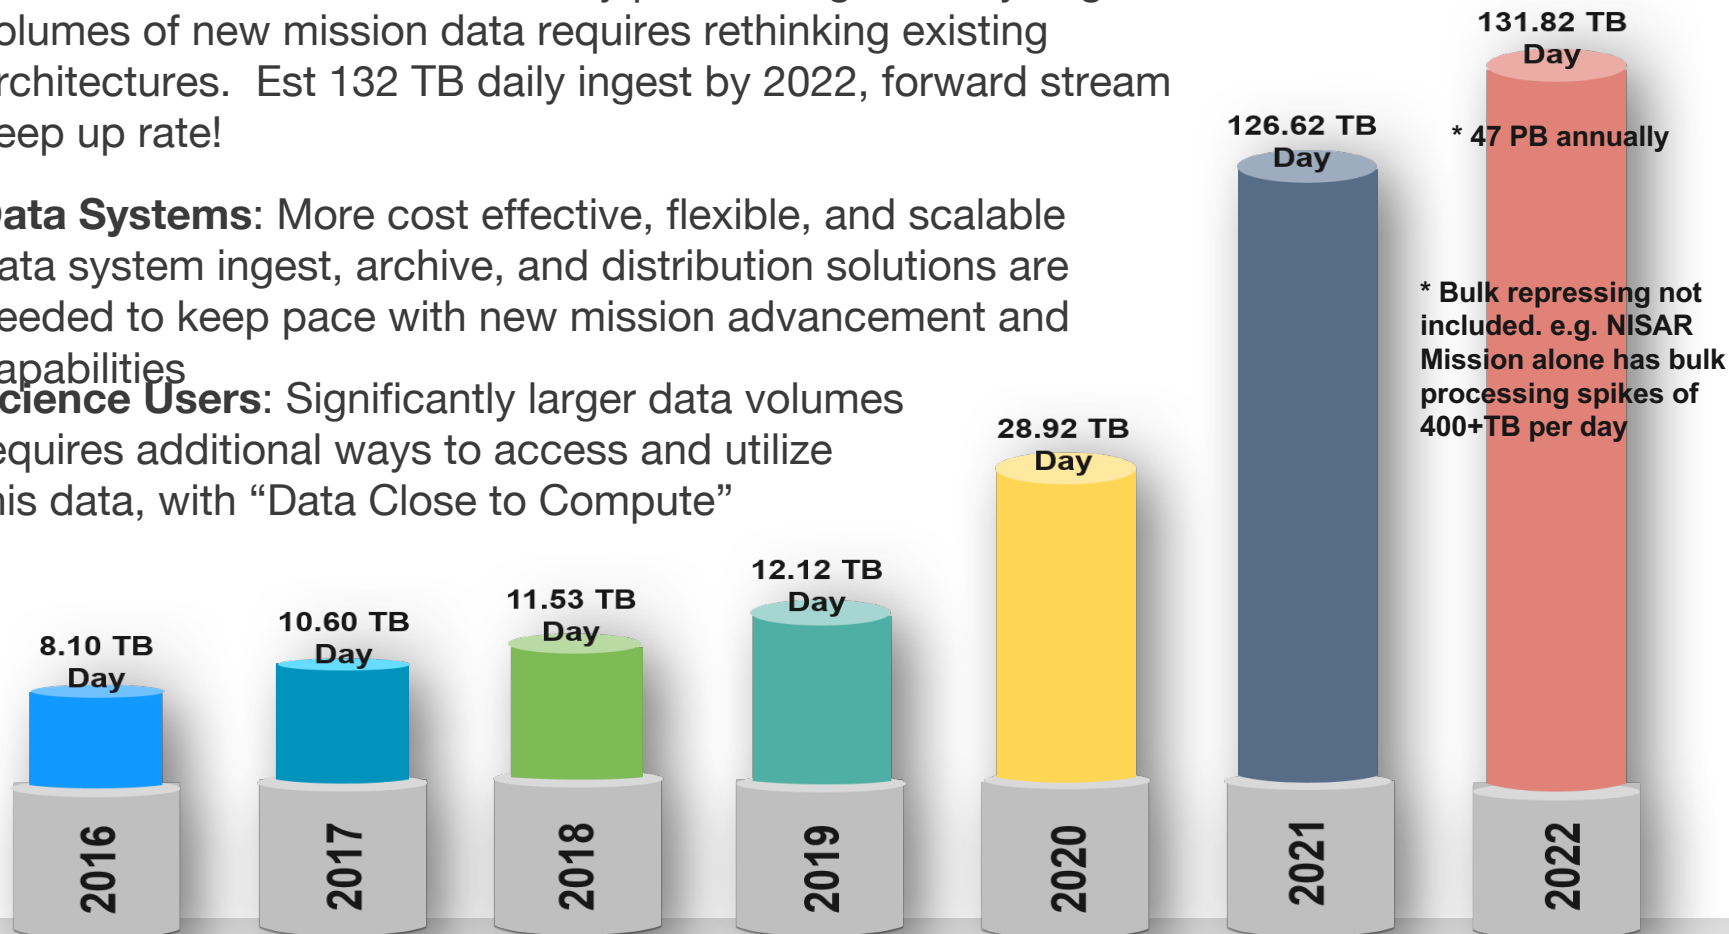 olumes of new mission data requires rethinking existing
rchitectures.  Est 132 TB daily ingest by 2022, forward stream
eep up rate!
ata Systems: More cost effective, flexible, and scalable
ata system ingest, archive, and distribution solutions are
eeded to keep pace with new mission advancement and
apabilities
cience Users: Significantly larger data volumes
equires additional ways to access and utilize
his data, with “Data Close to Compute”
8.10 TB
Day
10.60 TB
Day
11.53 TB
Day
12.12 TB
Day
28.92 TB
Day
126.62 TB
Day
131.82 TB
Day
* 47 PB annually
* Bulk repressing not
included. e.g. NISAR
Mission alone has bulk
processing spikes of
400+TB per day
2016
2017
2018
2019
2020
2021
2022